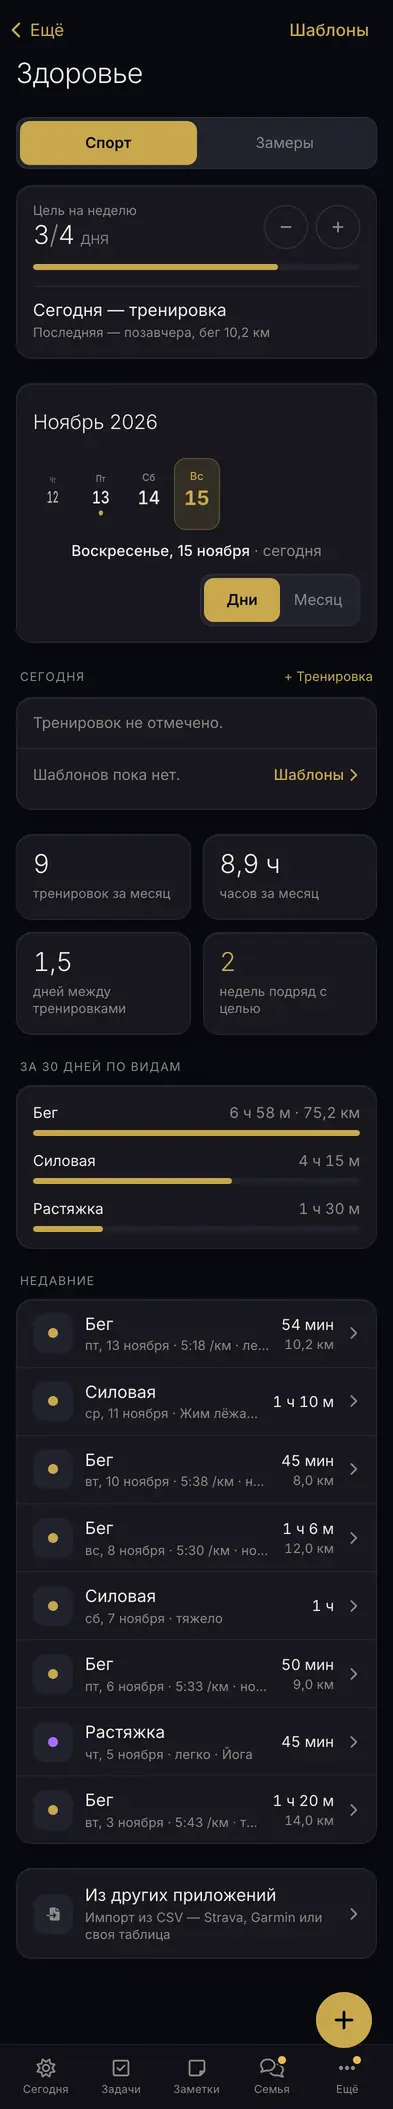 Ещё
Шаблоны
Здоровье
Спорт
Замеры
Цель на неделю
3/4 ДНЯ
Сегодня — тренировка
Последняя — позавчера, бег 10,2 км
Ноябрь 2026
Чт Пт Сб Вс
12 13 14 15
Воскресенье, 15 ноября · сегодня
Дни Месяц
СЕГОДНЯ
+ Тренировка
Тренировок не отмечено.
Шаблонов пока нет.
Шаблоны
9
тренировок за месяц
8,9 ч
часов за месяц
1,5
дней между
тренировками
2
недель подряд с
целью
ЗА 30 ДНЕЙ ПО ВИДАМ
Бег 6 ч 58 м · 75,2 км
Силовая 4 ч 15 м
Растяжка 1 ч 30 м
НЕДАВНИЕ
Бег 54 мин
пт, 13 ноября · 5:18 /км · ле... 10,2 км
Силовая
ср, 11 ноября · Жим лёжа... 1 ч 10 м
Бег 45 мин
вт, 10 ноября · 5:38 /км · н... 8,0 км
Бег 1 ч 6 м
вс, 8 ноября · 5:30 /км · но... 12,0 км
Силовая 1 ч
сб, 7 ноября · тяжело
Бег 50 мин
пт, 6 ноября · 5:33 /км · но... 9,0 км
Растяжка 45 мин
чт, 5 ноября · легко · Йога
Бег 1 ч 20 м
вт, 3 ноября · 5:43 /км · т... 14,0 км
Из других приложений
Импорт из CSV — Strava, Garmin или
своя таблица
Сегодня Задачи Заметки Семья Ещё